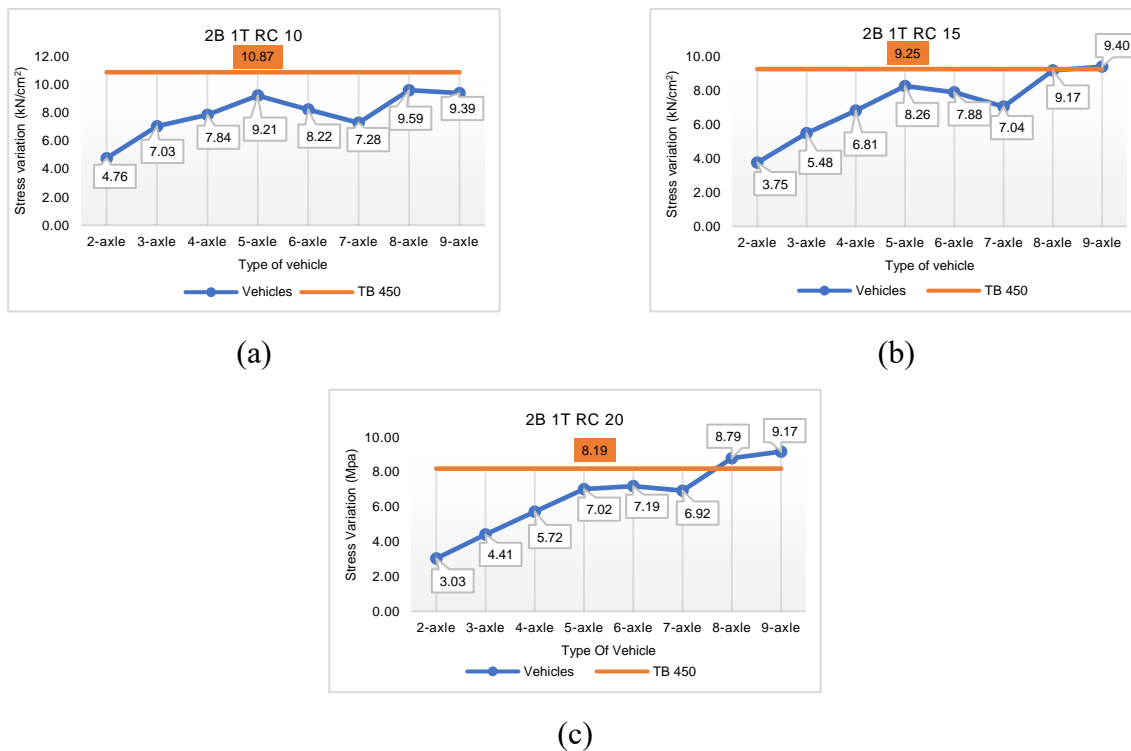 2B 1T RC 10
10.87
12.00
10.00
8.00
6.00
4.00
2.00
0.00
Stress variation (kN/cm²)
4.76
7.03
7.84
9.21
8.22
7.28
9.59
9.39
2-axle 3-axle 4-axle 5-axle 6-axle 7-axle 8-axle 9-axle
Type of vehicle
Vehicles TB 450
(a)
2B 1T RC 15
9.25
10.00
8.00
6.00
4.00
2.00
0.00
Stress variation (kN/cm²)
3.75
5.48
6.81
8.26
7.88
7.04
9.17
9.40
2-axle 3-axle 4-axle 5-axle 6-axle 7-axle 8-axle 9-axle
Type of vehicle
Vehicles TB 450
(b)
2B 1T RC 20
8.19
10.00
8.00
6.00
4.00
2.00
0.00
Stress Variation (Mpa)
3.03
4.41
5.72
7.02
7.19
6.92
8.79
9.17
2-axle 3-axle 4-axle 5-axle 6-axle 7-axle 8-axle 9-axle
Type Of Vehicle
Vehicles TB 450
(c)